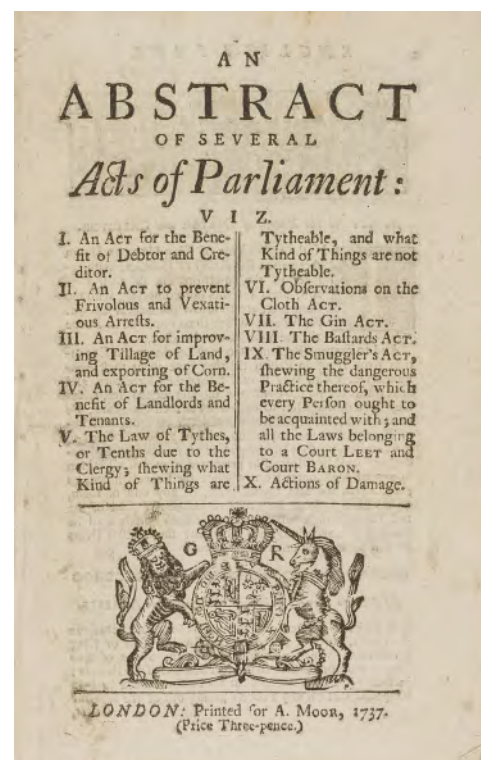 AN
ABSTRACT
OF SEVERAL
Acts of Parliament:
VIZ.
I. An Act for the Bene-
fit of Debtor and Cre-
ditor.
II. An Act to prevent
Frivolous and Vexati-
ous Arreſts.
III. An Act for improv-
ing Tillage of Land,
and exporting of Corn.
IV. An Act for the Be-
nefit of Landlords and
Tenants.
V. The Law of Tythes,
or Tenths due to the
Clergy; ſhewing what
Kind of Things are
Tytheable, and what
Kind of Things are not
Tytheable.
VI. Obſervations on the
Cloth Act.
VII. The Gin Act.
VIII. The Baſtards Act.
IX. The Smuggler's Act,
ſhewing the dangerous
Practice thereof, which
every Perſon ought to
be acquainted with; and
all the Laws belonging
to a Court Leet and
Court Baron.
X. Actions of Damage.
G R
LONDON: Printed for A. Moor, 1737.
(Price Three-pence.)